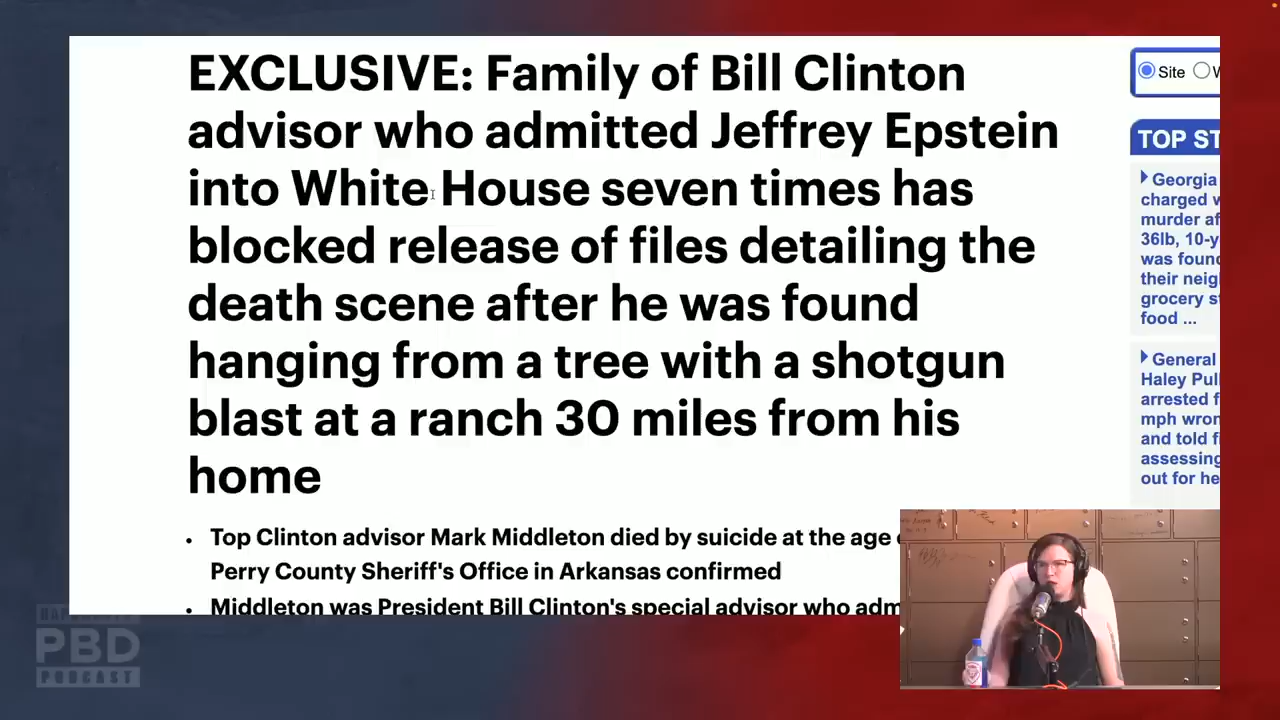 EXCLUSIVE: Family of Bill Clinton
advisor who admitted Jeffrey Epstein
into White House seven times has
blocked release of files detailing the
death scene after he was found
hanging from a tree with a shotgun
blast at a ranch 30 miles from his
home
Top Clinton advisor Mark Middleton died by suicide at the age
Perry County Sheriff's Office in Arkansas confirmed
Middleton was President Bill Clinton's special advisor who adm
Site
TOP ST
Georgia
charged w
murder af
36lb, 10-y
was found
their neig
grocery s
food ...
General
Haley Pul
arrested f
mph wron
and told fi
assessing
out for he
PBD
PODCAST